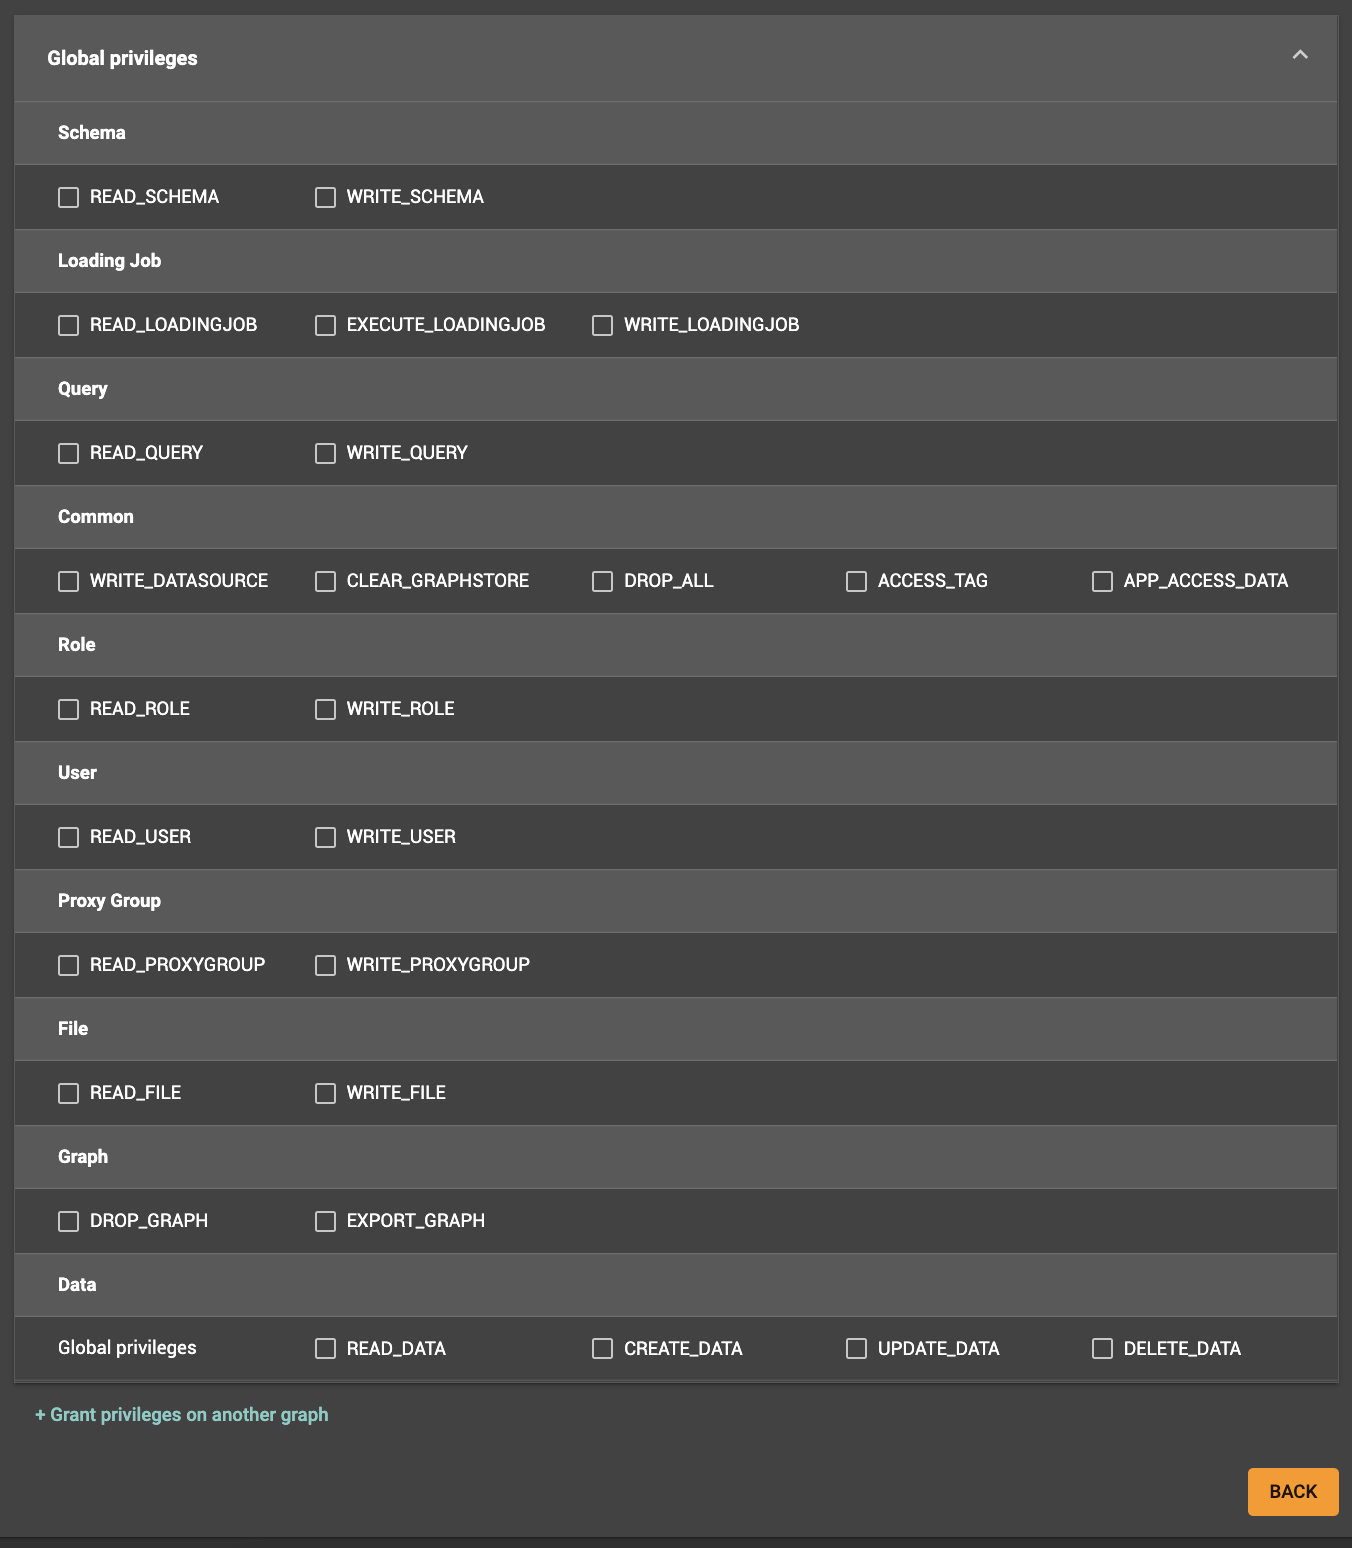 Global privileges
Schema
READ_SCHEMA WRITE_SCHEMA
Loading Job
READ_LOADINGJOB EXECUTE_LOADINGJOB WRITE_LOADINGJOB
Query
READ_QUERY WRITE_QUERY
Common
WRITE_DATASOURCE CLEAR_GRAPHSTORE DROP_ALL ACCESS_TAG APP_ACCESS_DATA
Role
READ_ROLE WRITE_ROLE
User
READ_USER WRITE_USER
Proxy Group
READ_PROXYGROUP WRITE_PROXYGROUP
File
READ_FILE WRITE_FILE
Graph
DROP_GRAPH EXPORT_GRAPH
Data
Global privileges READ_DATA CREATE_DATA UPDATE_DATA DELETE_DATA
+ Grant privileges on another graph
BACK